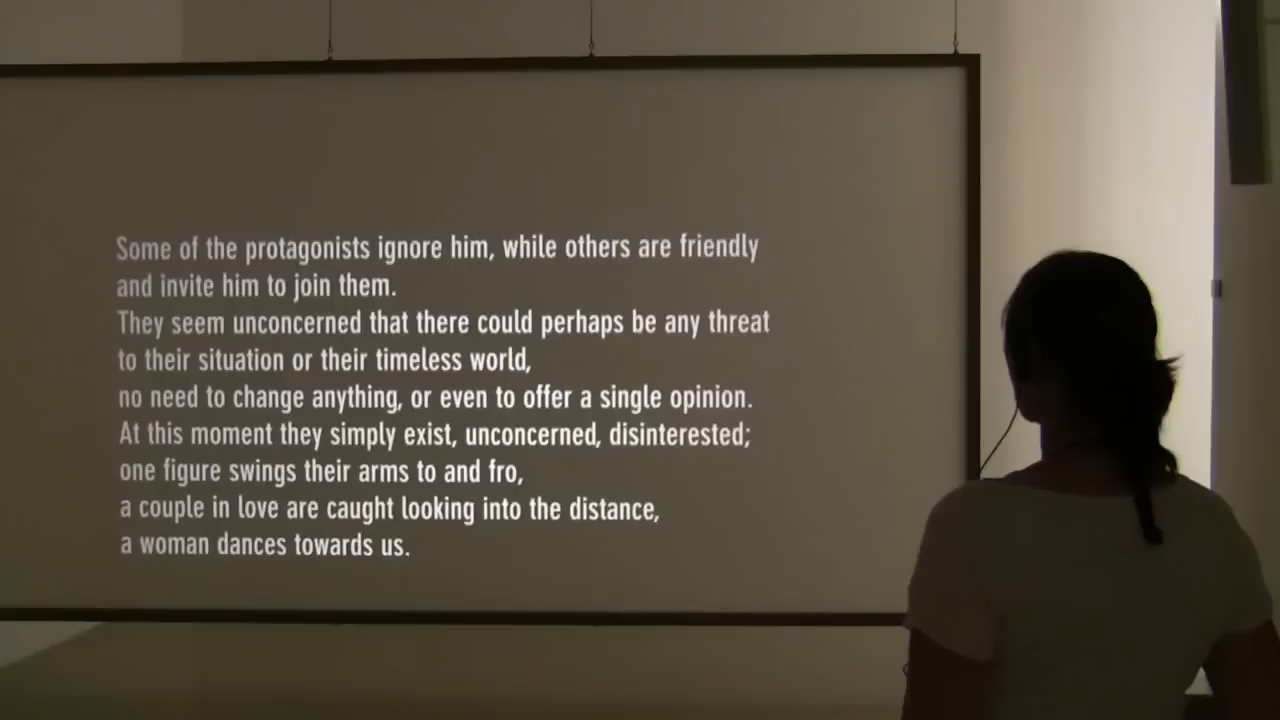 Some of the protagonists ignore him, while others are friendly
and invite him to join them.
They seem unconcerned that there could perhaps be any threat
to their situation or their timeless world,
no need to change anything, or even to offer a single opinion.
At this moment they simply exist, unconcerned, disinterested;
one figure swings their arms to and fro,
a couple in love are caught looking into the distance,
a woman dances towards us.